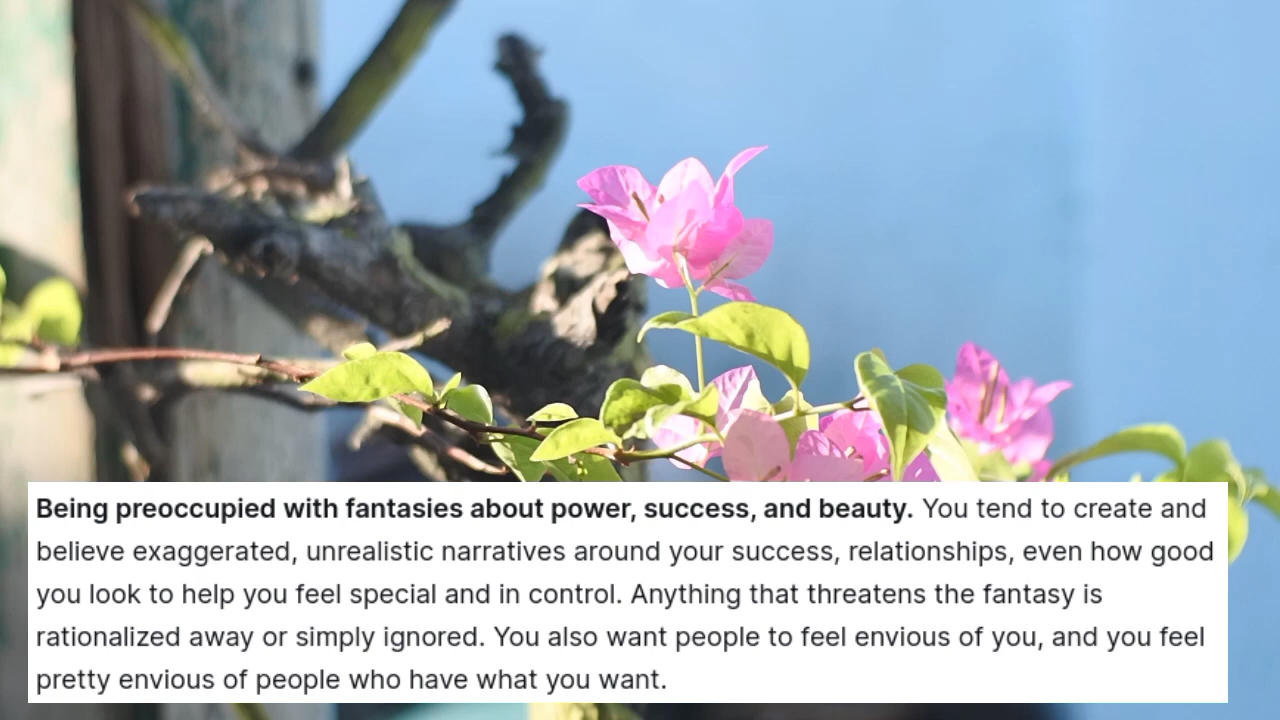 Being preoccupied with fantasies about power, success, and beauty. You tend to create and
believe exaggerated, unrealistic narratives around your success, relationships, even how good
you look to help you feel special and in control. Anything that threatens the fantasy is
rationalized away or simply ignored. You also want people to feel envious of you, and you feel
pretty envious of people who have what you want.